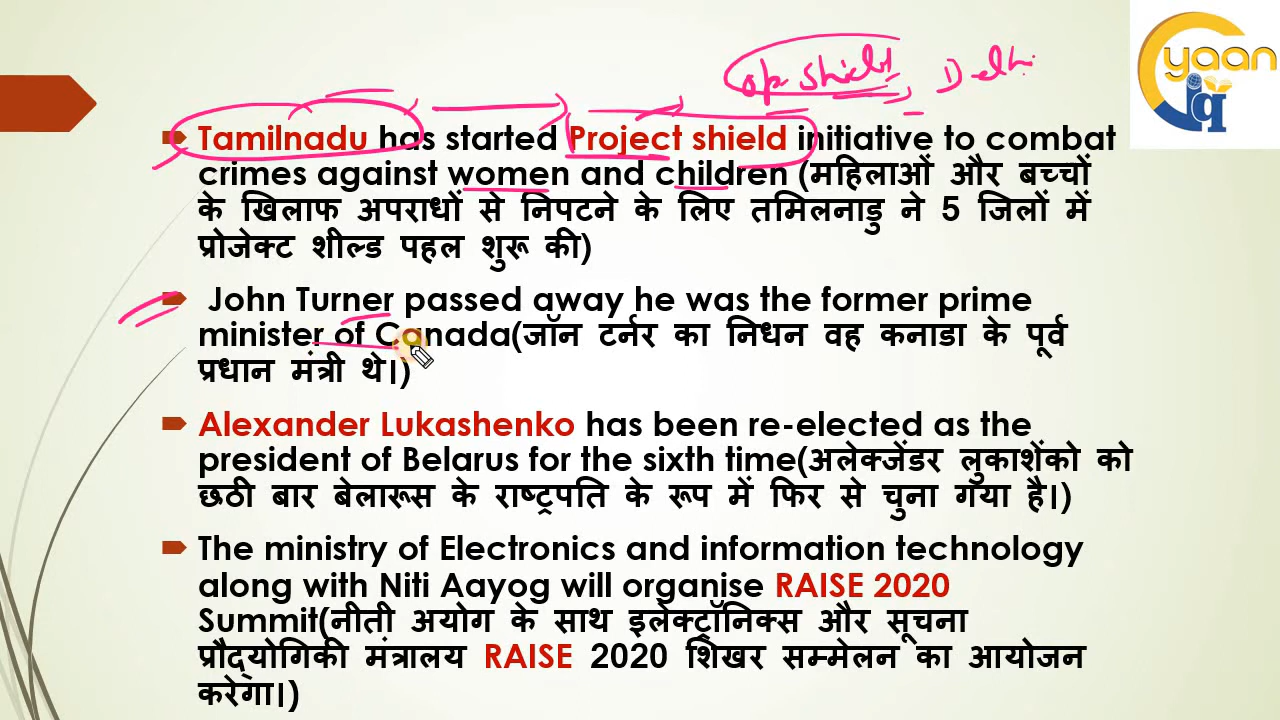 op shield Delhi
yaan
q
Tamilnadu has started Project shield initiative to combat
crimes against women and children (महिलाओं और बच्चों
के खिलाफ अपराधों से निपटने के लिए तमिलनाडु ने 5 जिलों में
प्रोजेक्ट शील्ड पहल शुरू की)
John Turner passed away he was the former prime
minister of Canada(जॉन टर्नर का निधन वह कनाडा के पूर्व
प्रधान मंत्री थे।)
Alexander Lukashenko has been re-elected as the
president of Belarus for the sixth time(अलेक्जेंडर लुकाशेंको को
छठी बार बेलारूस के राष्ट्रपति के रूप में फिर से चुना गया है।)
The ministry of Electronics and information technology
along with Niti Aayog will organise RAISE 2020
Summit(नीती अयोग के साथ इलेक्ट्रॉनिक्स और सूचना
प्रौद्योगिकी मंत्रालय RAISE 2020 शिखर सम्मेलन का आयोजन
करेगा।)